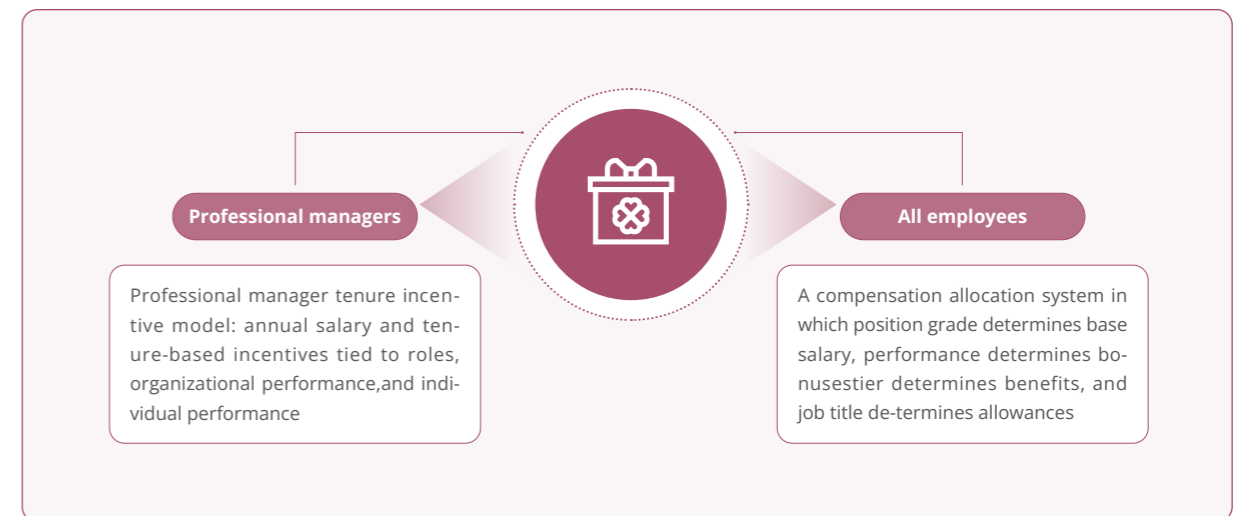 Professional managers
Professional manager tenure incen-
tive model: annual salary and ten-
ure-based incentives tied to roles,
organizational performance,and indi-
vidual performance
All employees
A compensation allocation system in
which position grade determines base
salary, performance determines bo-
nusestier determines benefits, and
job title de-termines allowances